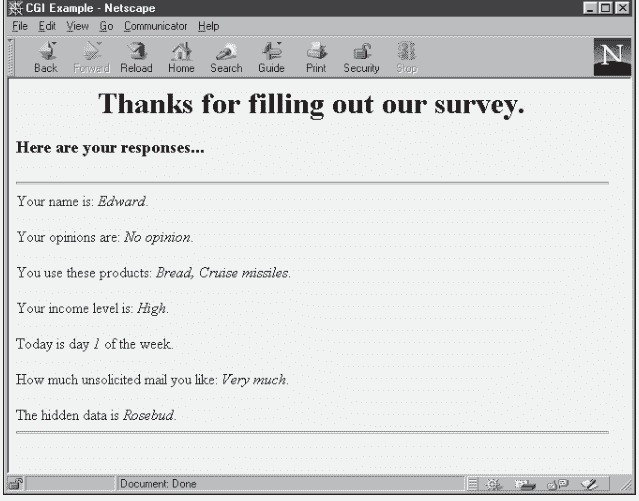 CGI Example - Netscape
File Edit View Go Communicator Help
Back Forward Reload Home Search Guide Print Security Stop
N
Thanks for filling out our survey.
Here are your responses...
Your name is: Edward.
Your opinions are: No opinion.
You use these products: Bread, Cruise missiles.
Your income level is: High.
Today is day 1 of the week.
How much unsolicited mail you like: Very much.
The hidden data is Rosebud.
Document: Done